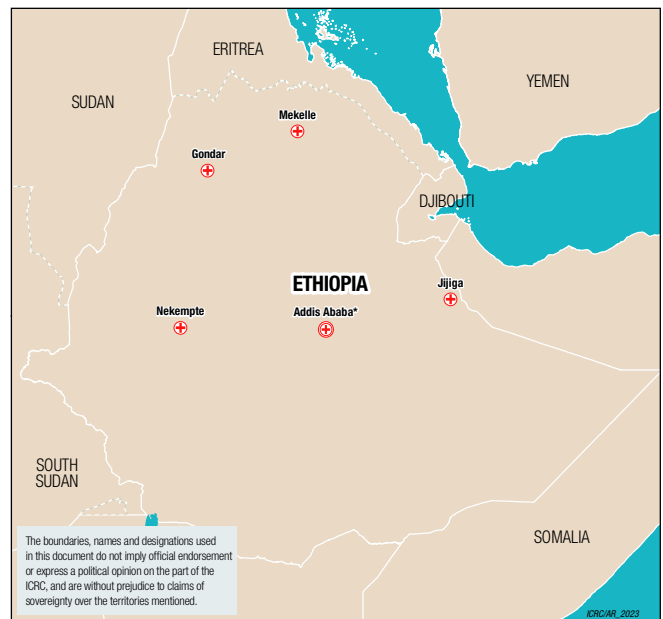 ERITREA
YEMEN
SUDAN
Mekelle
Gondar
DJIBOUTI
ETHIOPIA
Jijiga
Nekempte
Addis Ababa*
SOUTH
SUDAN
SOMALIA
The boundaries, names and designations used
in this document do not imply official endorsement
or express a political opinion on the part of the
ICRC, and are without prejudice to claims of
sovereignty over the territories mentioned.
ICRC/AR_2023